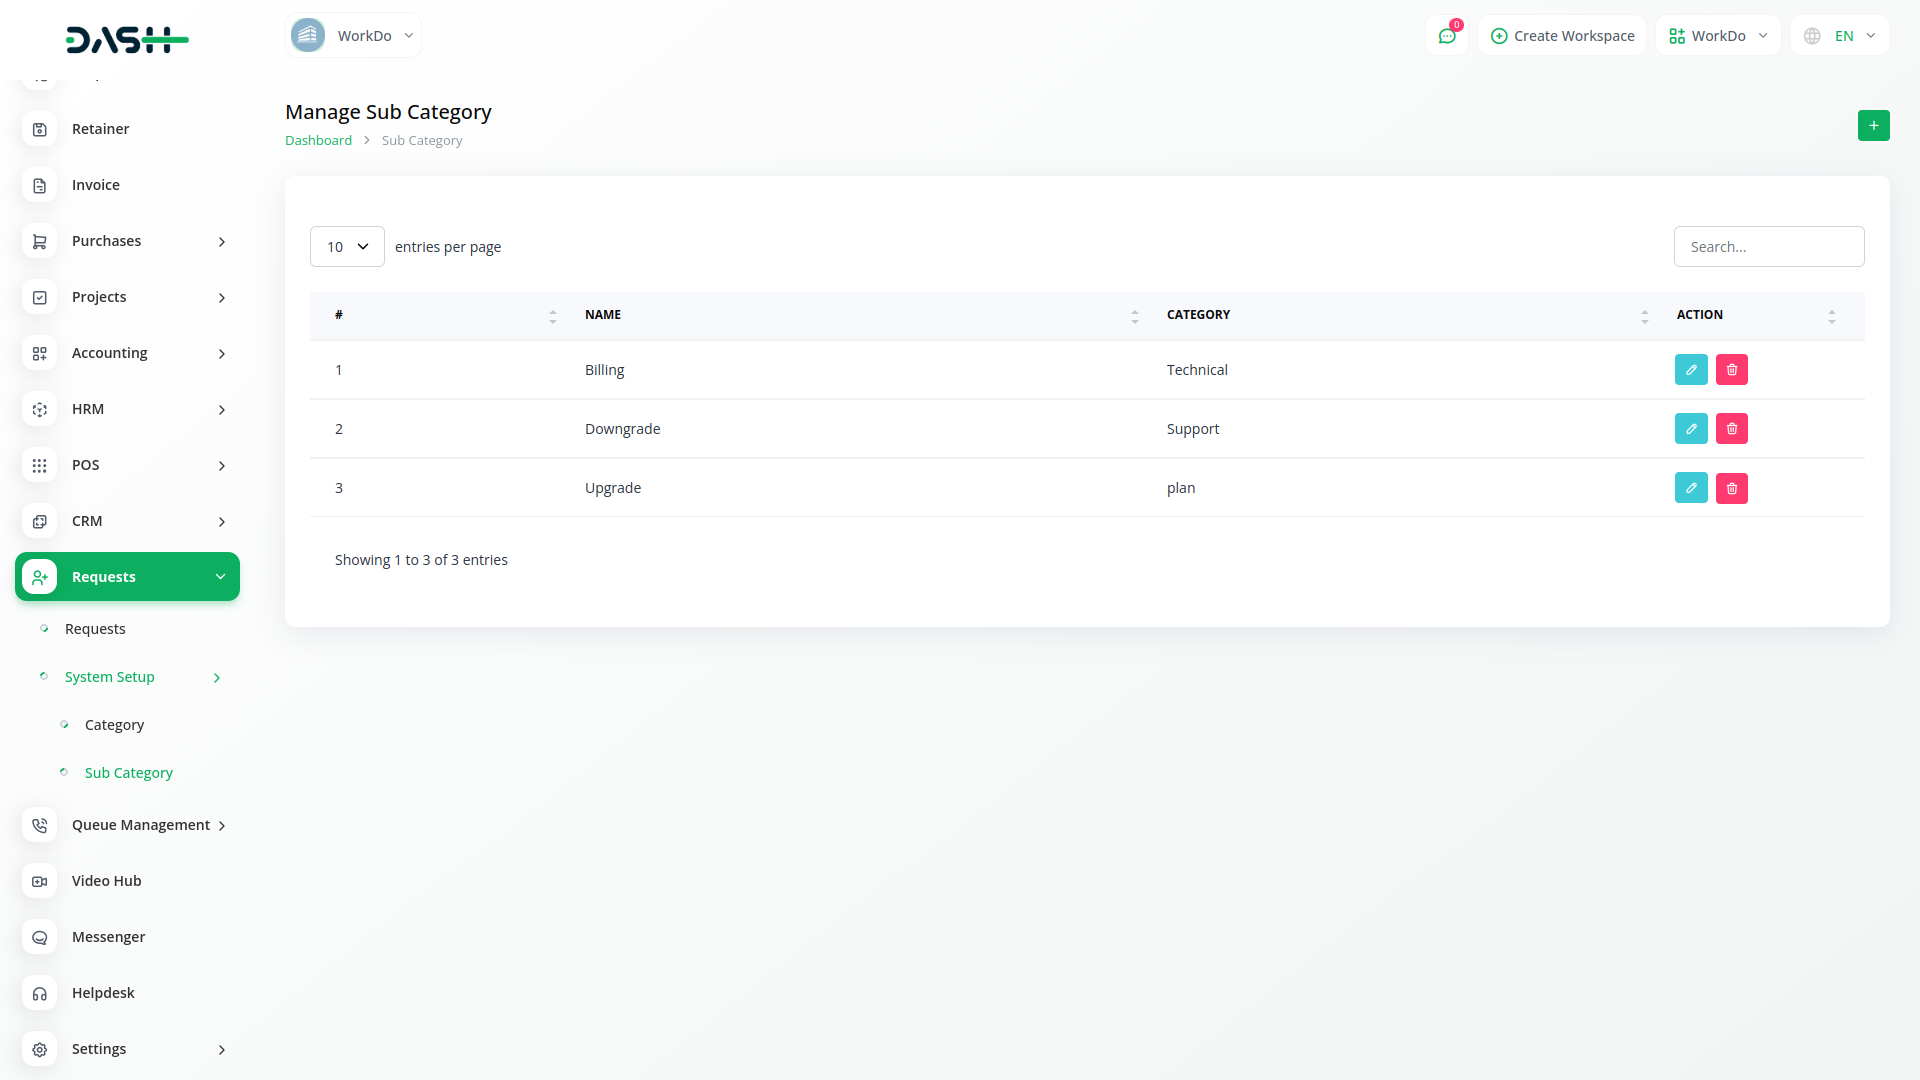 DASH
WorkDo
0
Create Workspace
WorkDo
EN
Retainer
Invoice
Purchases
Projects
Accounting
HRM
POS
CRM
Requests
Requests
System Setup
Category
Sub Category
Queue Management
Video Hub
Messenger
Helpdesk
Settings
Manage Sub Category
Dashboard > Sub Category
+
10 entries per page
Search...
# NAME CATEGORY ACTION
1 Billing Technical
2 Downgrade Support
3 Upgrade plan
Showing 1 to 3 of 3 entries